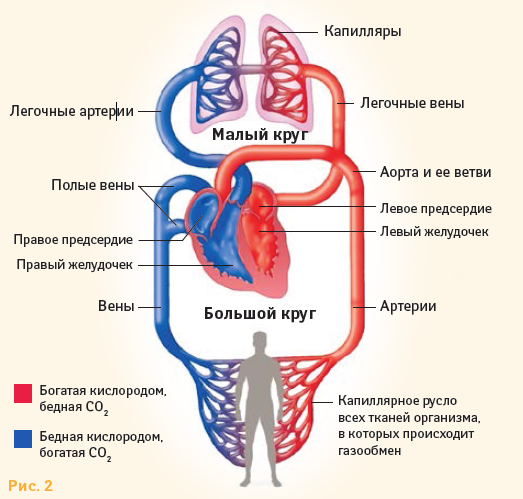 Капилляры
Легочные артерии
Легочные вены
Малый круг
Аорта и ее ветви
Полые вены
Левое предсердие
Левый желудочек
Правое предсердие
Правый желудочек
Вены
Большой круг
Артерии
Богатая кислородом,
бедная CO₂
Бедная кислородом,
богатая CO₂
Капиллярное русло
всех тканей организма,
в которых происходит
газообмен
Рис. 2